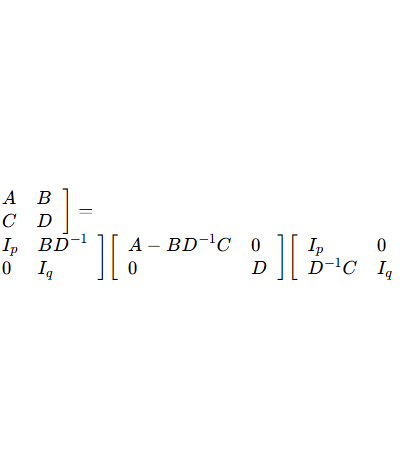 A B ] =
C D
I_p BD^{-1} ] [ A − BD^{-1}C 0 ] [ I_p 0
0 I_q 0 D D^{-1}C I_q